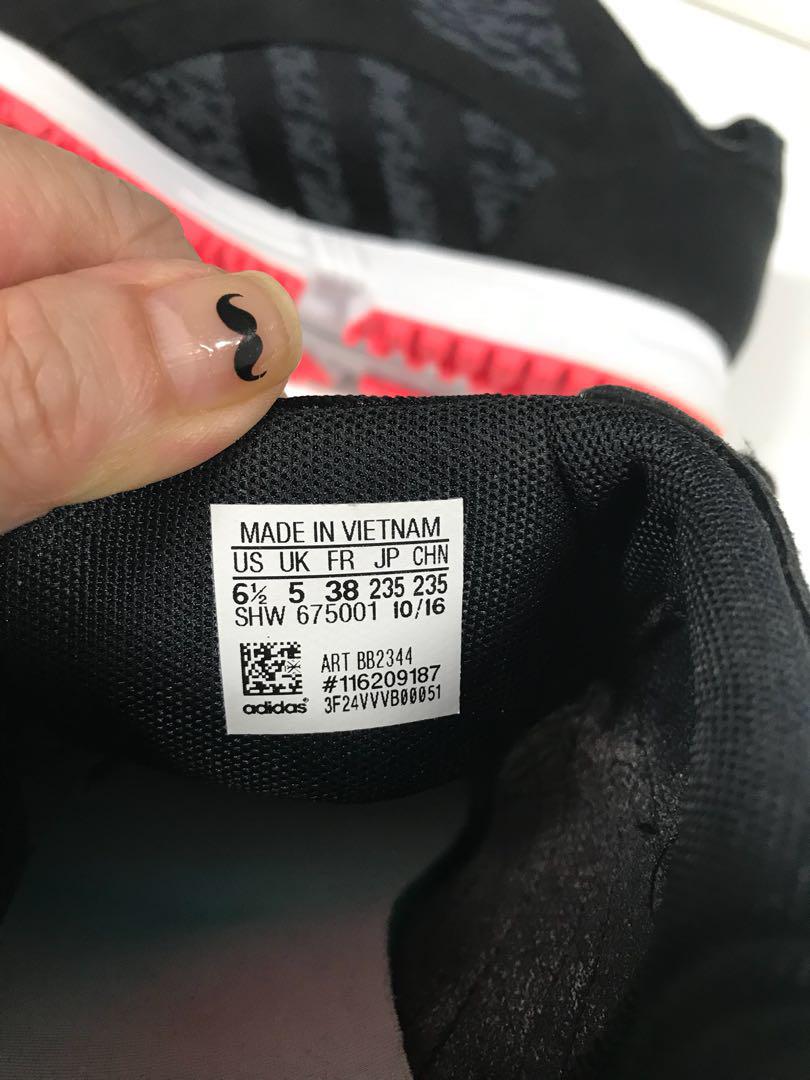 MADE IN VIETNAM
US UK FR JP CHN
6½ 5 38 235 235
SHW 675001 10/16
ART BB2344
#116209187
adidas 3F24VVVB00051